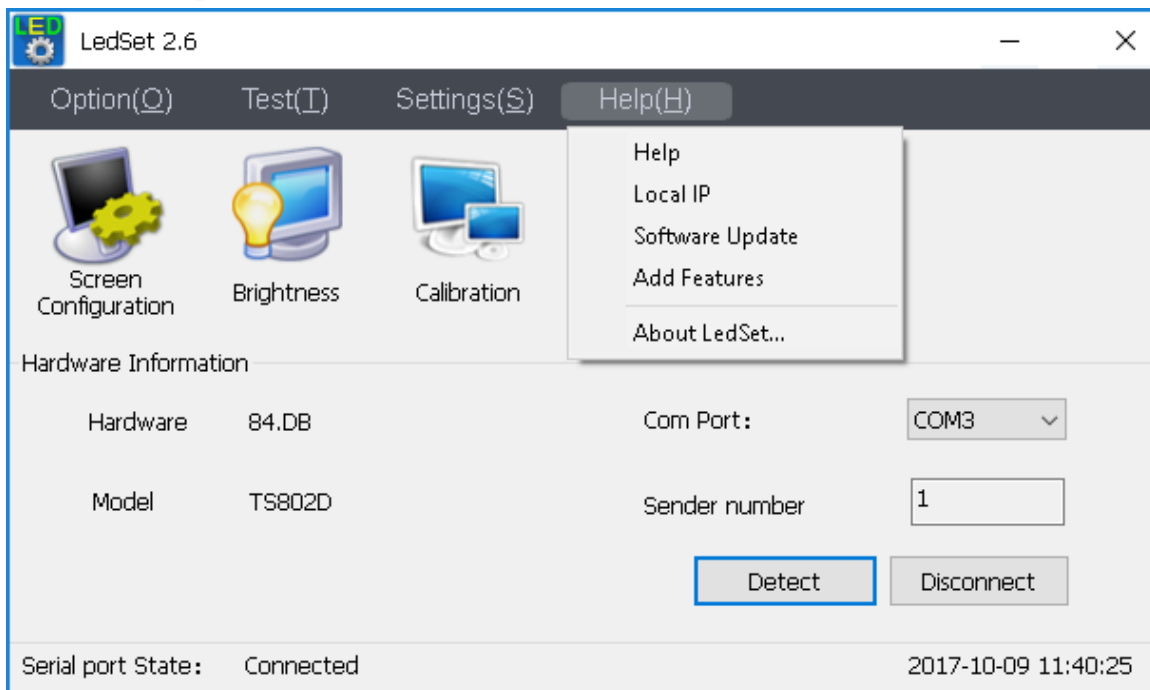 LED
LedSet 2.6
Option(O) Test(T) Settings(S) Help(H)
Help
Local IP
Software Update
Add Features
About LedSet...
Screen
Configuration
Brightness
Calibration
Hardware Information
Hardware 84.DB Com Port: COM3
Model TS802D Sender number 1
Detect Disconnect
Serial port State: Connected 2017-10-09 11:40:25